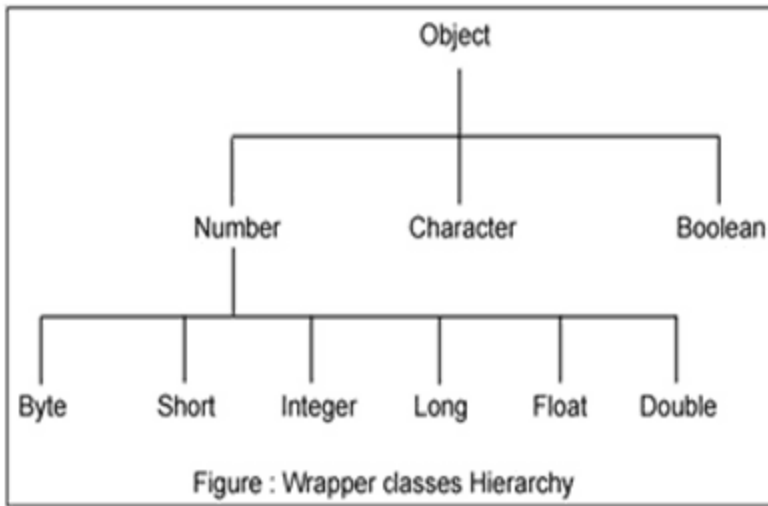 Object
Number Character Boolean
Byte Short Integer Long Float Double
Figure : Wrapper classes Hierarchy